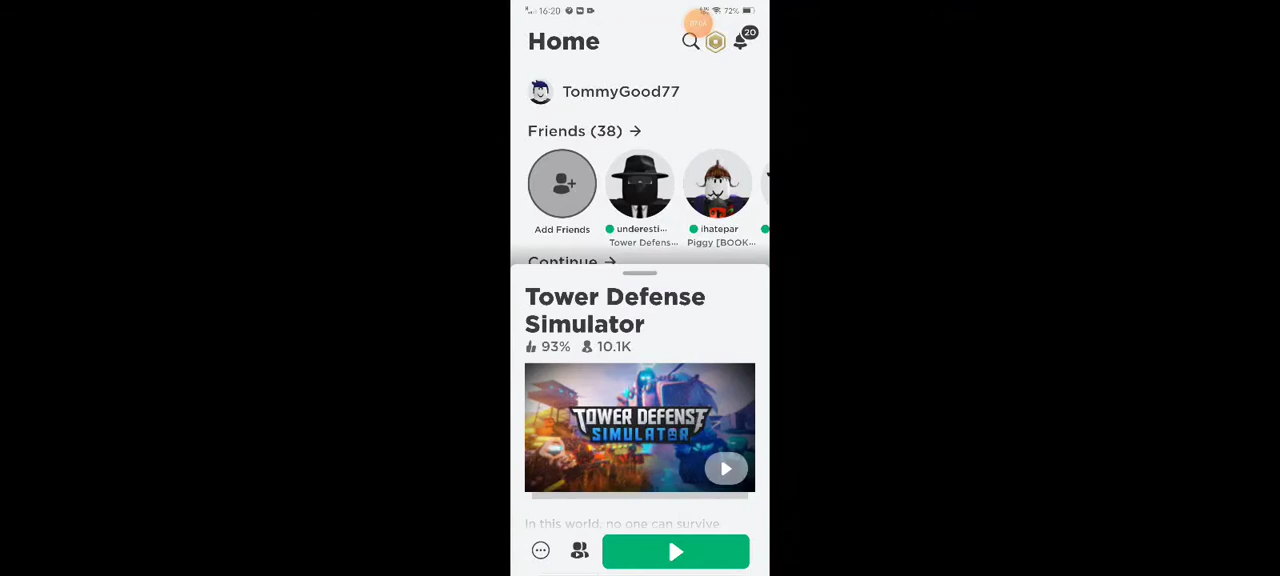 16:20
72%
Home
20
TommyGood77
Friends (38) →
Add Friends
underesti...
ihatepar
Tower Defens...
Piggy [BOOK...
Continue →
Tower Defense
Simulator
93% 10.1K
TOWER DEFENSE
SIMULATOR
In this world, no one can survive